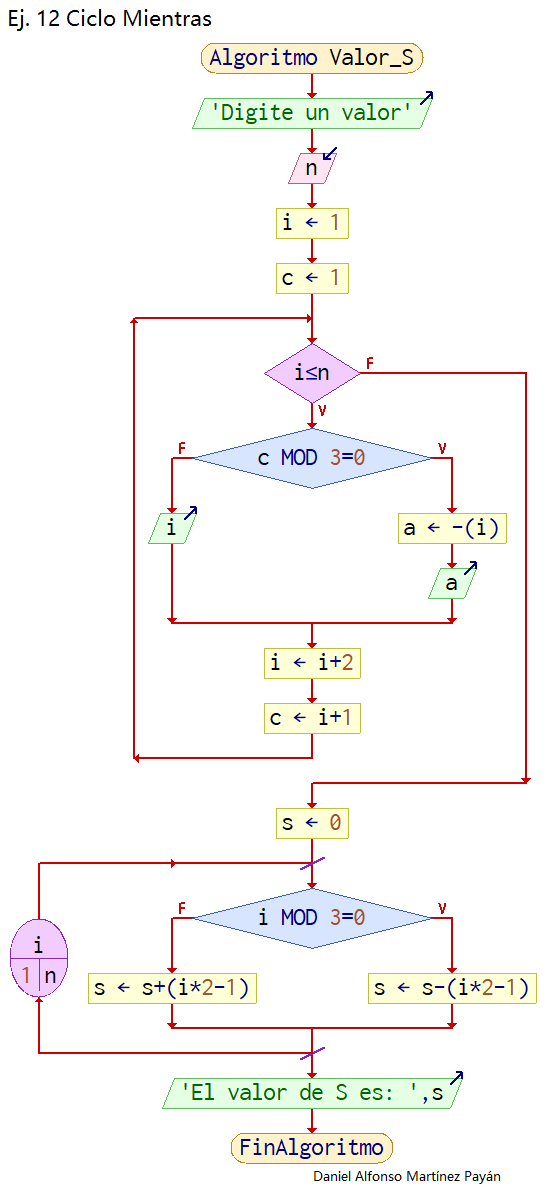 Ej. 12 Ciclo Mientras
Algoritmo Valor_S
'Digite un valor'
n
i ← 1
c ← 1
i≤n
F
V
c MOD 3=0
F
V
i
a ← -(i)
a
i ← i+2
c ← i+1
s ← 0
i MOD 3=0
F
V
i
1 n
s ← s+(i*2-1)
s ← s-(i*2-1)
'El valor de S es: ',s
FinAlgoritmo
Daniel Alfonso Martínez Payán